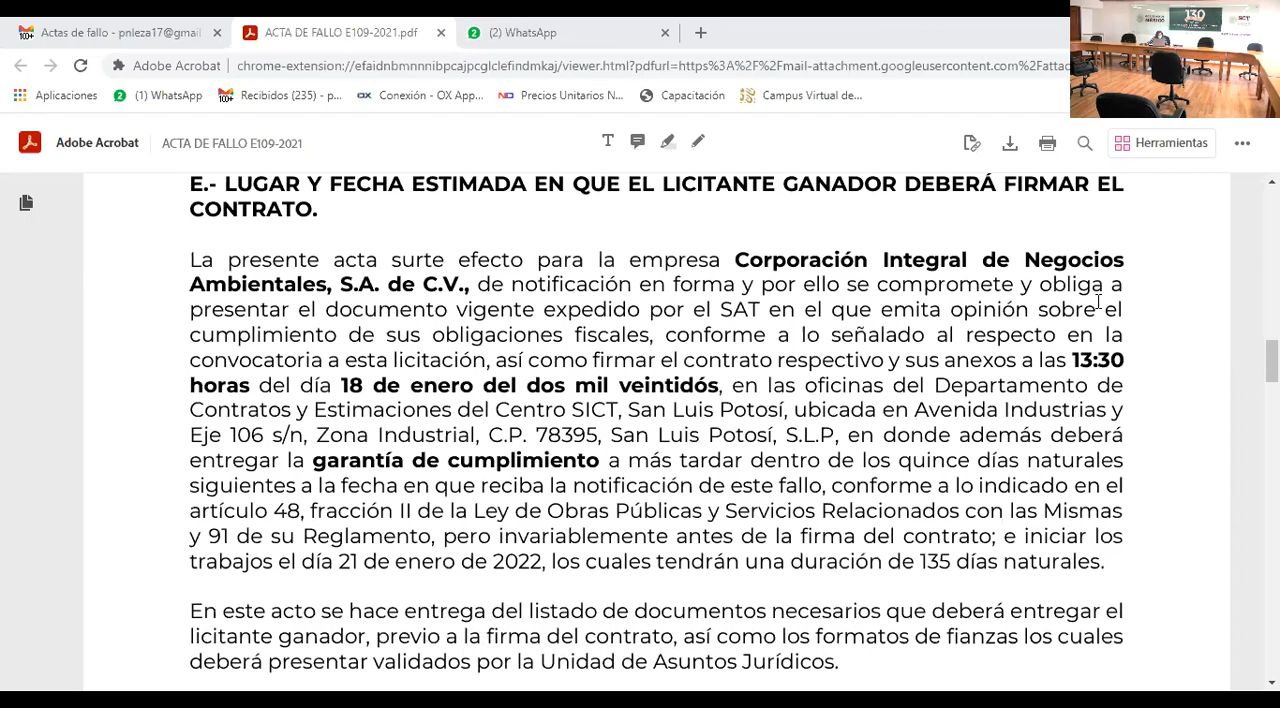 Actas de fallo - pnleza17@gmail
ACTA DE FALLO E109-2021.pdf
(2) WhatsApp
Adobe Acrobat
chrome-extension://efaidnbmnnnibpcajpcglclefindmkaj/viewer.html?pdfurl=https%3A%2F%2Fmail-attachment.googleusercontent.com%2Fattac
Aplicaciones
(1) WhatsApp
Recibidos (235) - p...
Conexión - OX App...
Precios Unitarios N...
Capacitación
Campus Virtual de...
130
Adobe Acrobat
ACTA DE FALLO E109-2021
Herramientas
E.- LUGAR Y FECHA ESTIMADA EN QUE EL LICITANTE GANADOR DEBERÁ FIRMAR EL
CONTRATO.
La presente acta surte efecto para la empresa Corporación Integral de Negocios
Ambientales, S.A. de C.V., de notificación en forma y por ello se compromete y obliga a
presentar el documento vigente expedido por el SAT en el que emita opinión sobre el
cumplimiento de sus obligaciones fiscales, conforme a lo señalado al respecto en la
convocatoria a esta licitación, así como firmar el contrato respectivo y sus anexos a las 13:30
horas del día 18 de enero del dos mil veintidós, en las oficinas del Departamento de
Contratos y Estimaciones del Centro SICT, San Luis Potosí, ubicada en Avenida Industrias y
Eje 106 s/n, Zona Industrial, C.P. 78395, San Luis Potosí, S.L.P, en donde además deberá
entregar la garantía de cumplimiento a más tardar dentro de los quince días naturales
siguientes a la fecha en que reciba la notificación de este fallo, conforme a lo indicado en el
artículo 48, fracción II de la Ley de Obras Públicas y Servicios Relacionados con las Mismas
y 91 de su Reglamento, pero invariablemente antes de la firma del contrato; e iniciar los
trabajos el día 21 de enero de 2022, los cuales tendrán una duración de 135 días naturales.
En este acto se hace entrega del listado de documentos necesarios que deberá entregar el
licitante ganador, previo a la firma del contrato, así como los formatos de fianzas los cuales
deberá presentar validados por la Unidad de Asuntos Jurídicos.